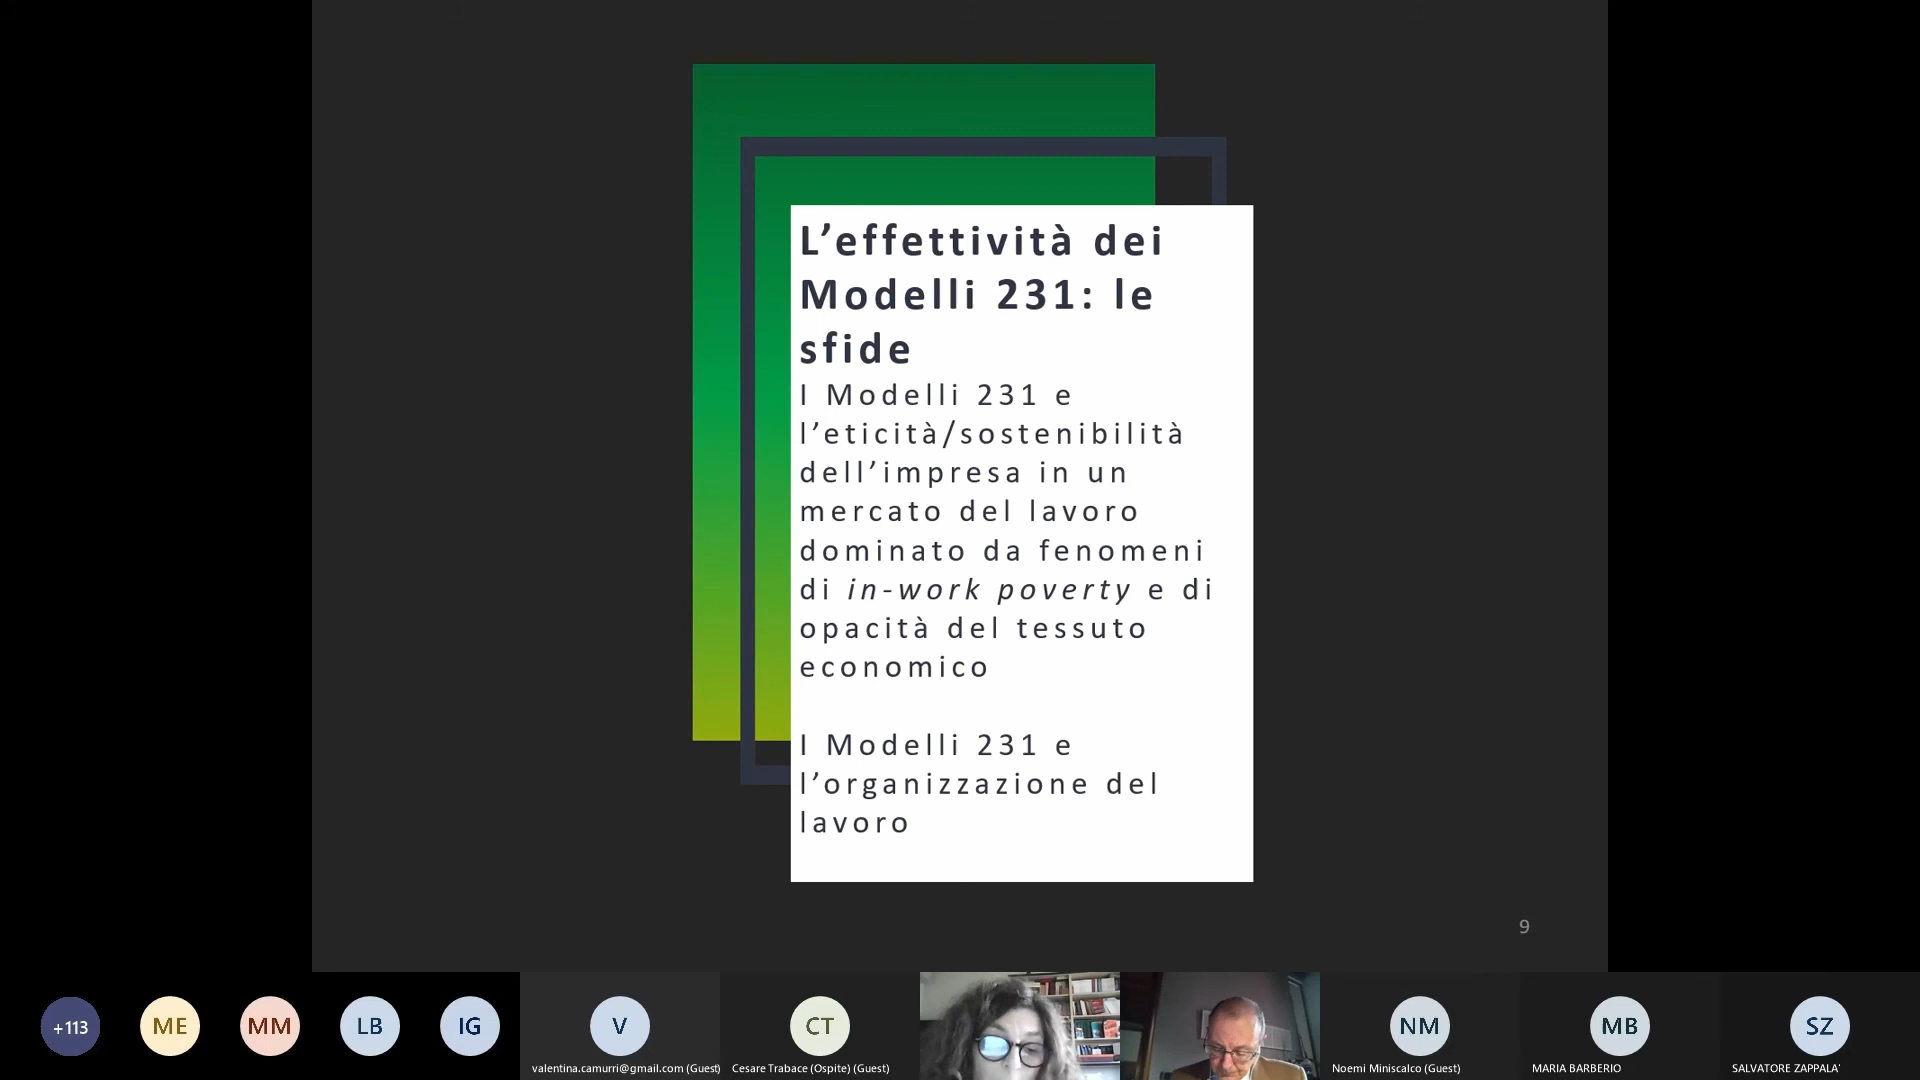 L’effettività dei
Modelli 231: le
sfide
I Modelli 231 e
l’eticità/sostenibilità
dell’impresa in un
mercato del lavoro
dominato da fenomeni
di in-work poverty e di
opacità del tessuto
economico
I Modelli 231 e
l’organizzazione del
lavoro
9
+113
ME
MM
LB
IG
V
CT
NM
MB
SZ
valentina.camurri@gmail.com (Guest)
Cesare Trabace (Ospite) (Guest)
Noemi Miniscalco (Guest)
MARIA BARBERIO
SALVATORE ZAPPALA'